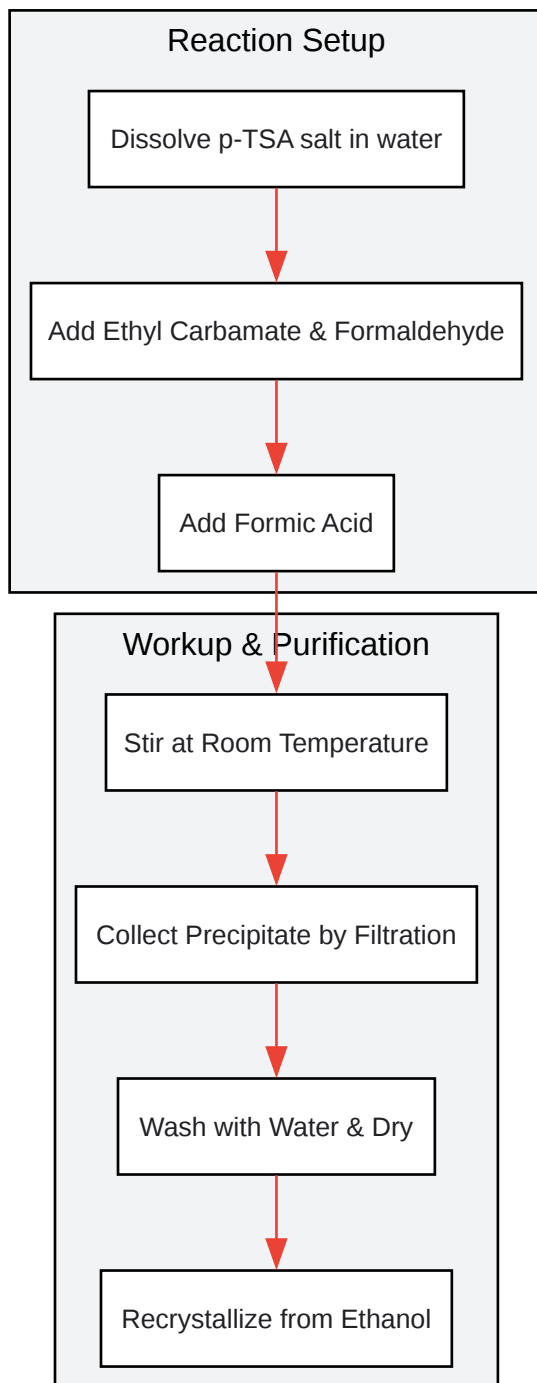 Reaction Setup
Dissolve p-TSA salt in water
Add Ethyl Carbamate & Formaldehyde
Add Formic Acid
Workup & Purification
Stir at Room Temperature
Collect Precipitate by Filtration
Wash with Water & Dry
Recrystallize from Ethanol